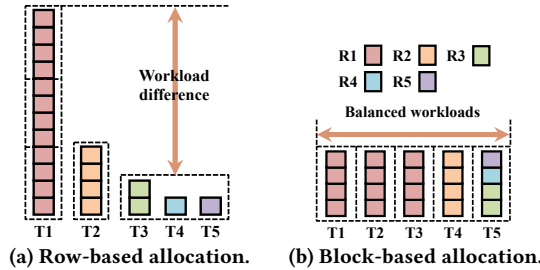 Workload
difference
T1 T2 T3 T4 T5
(a) Row-based allocation.
R1 R2 R3
R4 R5
Balanced workloads
T1 T2 T3 T4 T5
(b) Block-based allocation.